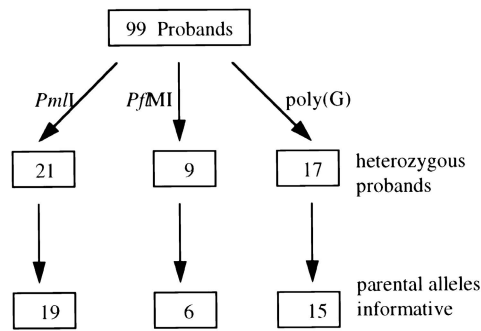 99 Probands
PmlI PflMI poly(G)
21 9 17 heterozygous
probands
19 6 15 parental alleles
informative